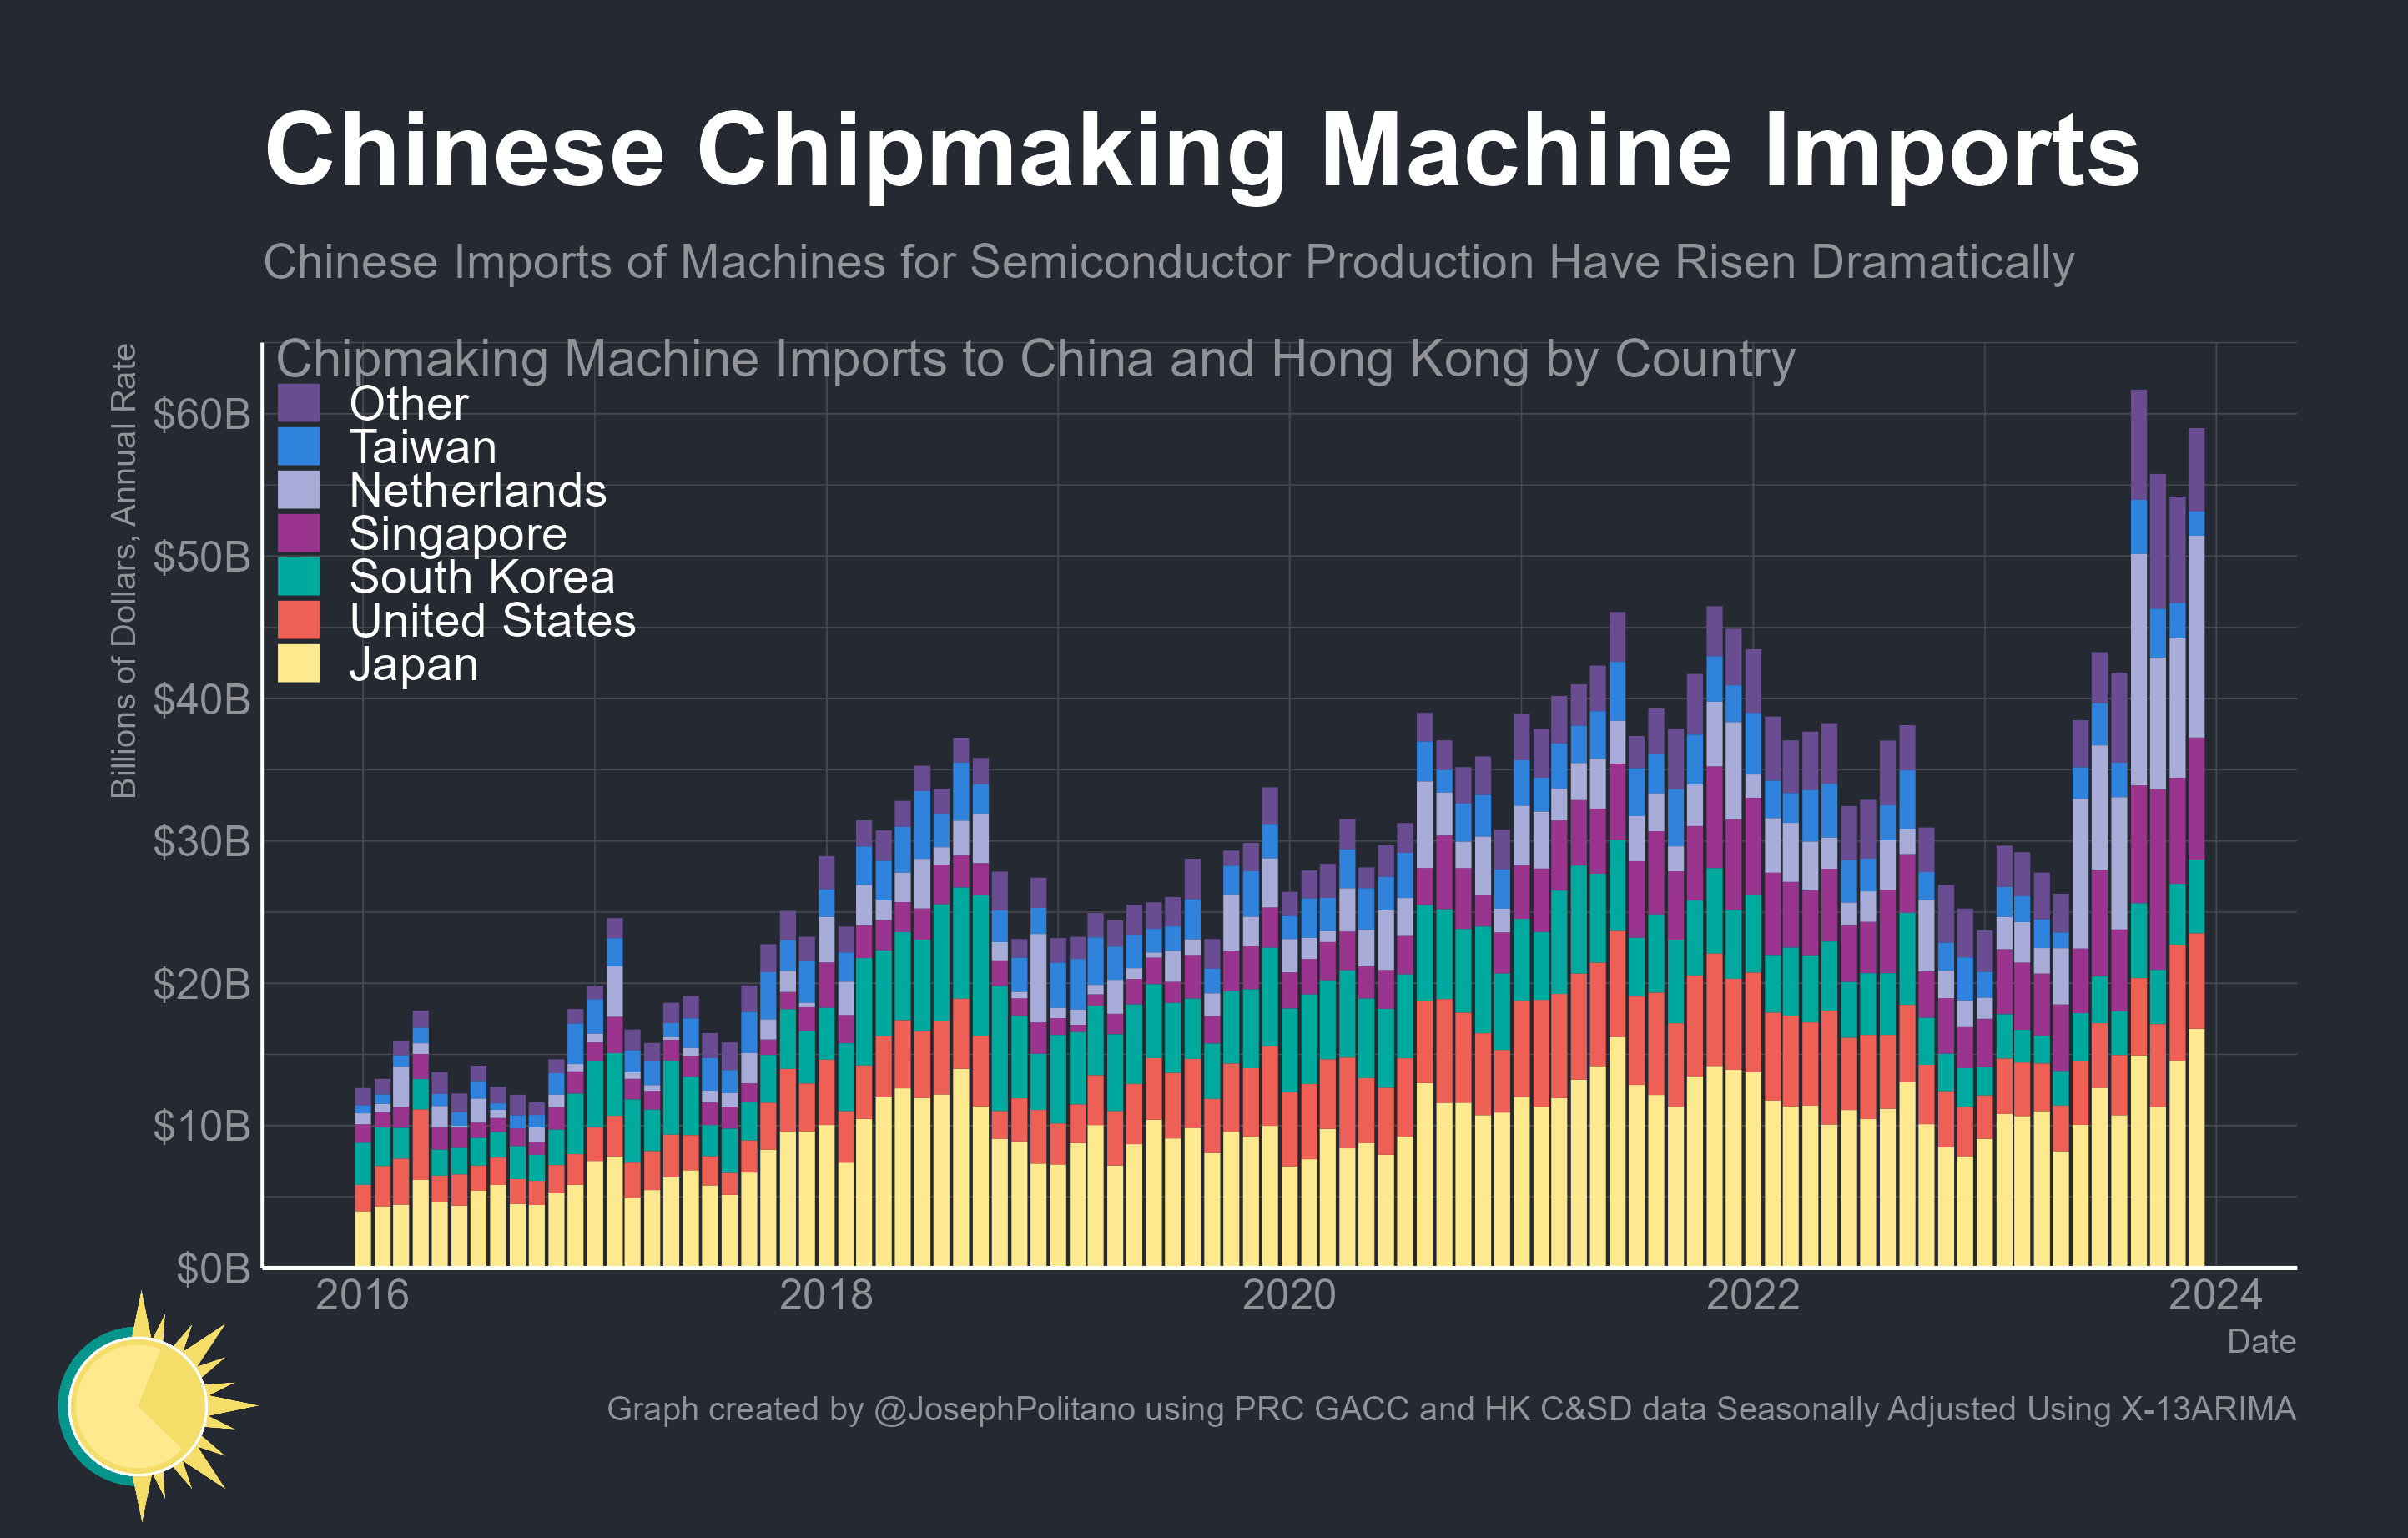 Chinese Chipmaking Machine Imports
Chinese Imports of Machines for Semiconductor Production Have Risen Dramatically
Billions of Dollars, Annual Rate
Chipmaking Machine Imports to China and Hong Kong by Country
Other
Taiwan
Netherlands
Singapore
South Korea
United States
Japan
$60B
$50B
$40B
$30B
$20B
$10B
$0B
2016 2018 2020 2022 2024
Date
Graph created by @JosephPolitano using PRC GACC and HK C&SD data Seasonally Adjusted Using X-13ARIMA